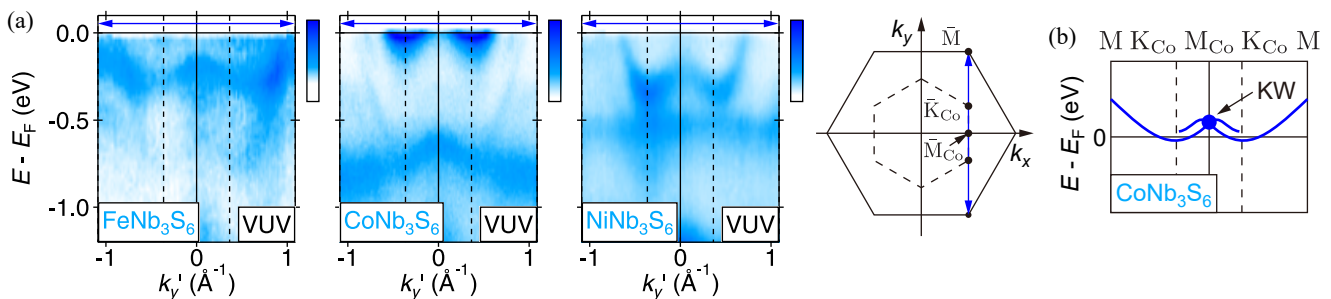 (a)
E - E_F (eV)
0.0
-0.5
-1.0
FeNb₃S₆
VUV
-1 0 1
k_y' (Å⁻¹)
CoNb₃S₆
VUV
-1 0 1
k_y' (Å⁻¹)
NiNb₃S₆
VUV
-1 0 1
k_y' (Å⁻¹)
k_y
M̄
K̄_Co
M̄_Co
k_x
(b)
M K_Co M_Co K_Co M
E - E_F (eV)
0
KW
CoNb₃S₆